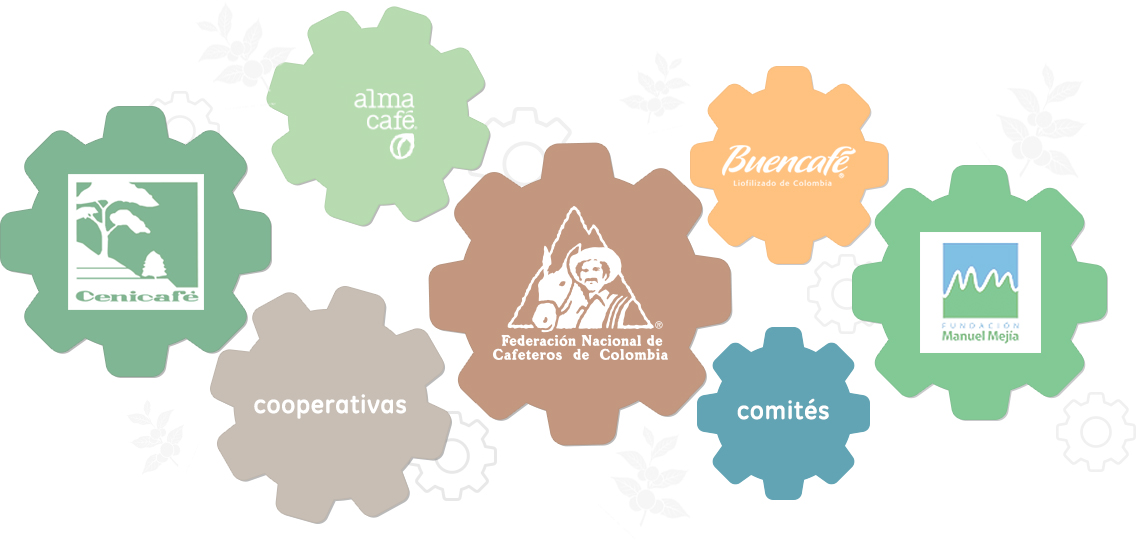 alma
café®
Buencafé®
Liofilizado de Colombia
Cenicafé
®
Federación Nacional de
Cafeteros de Colombia
FUNDACIÓN
Manuel Mejía
cooperativas
comités